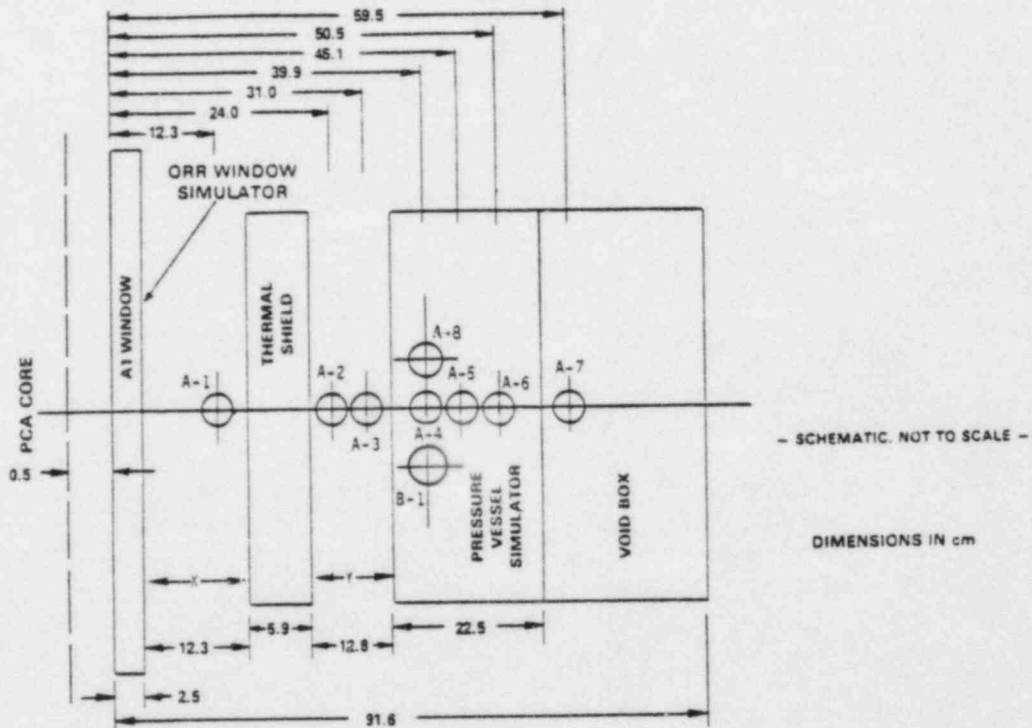 59.5
50.5
45.1
39.9
31.0
24.0
12.3
ORR WINDOW
SIMULATOR
A1 WINDOW
THERMAL
SHIELD
PCA CORE
A-1
A-2
A-3
A-8
A-4
A-5
A-6
A-7
B-1
PRESSURE
VESSEL
SIMULATOR
VOID BOX
- SCHEMATIC. NOT TO SCALE -
DIMENSIONS IN cm
0.5
X
Y
12.3
5.9
12.8
22.5
2.5
91.6